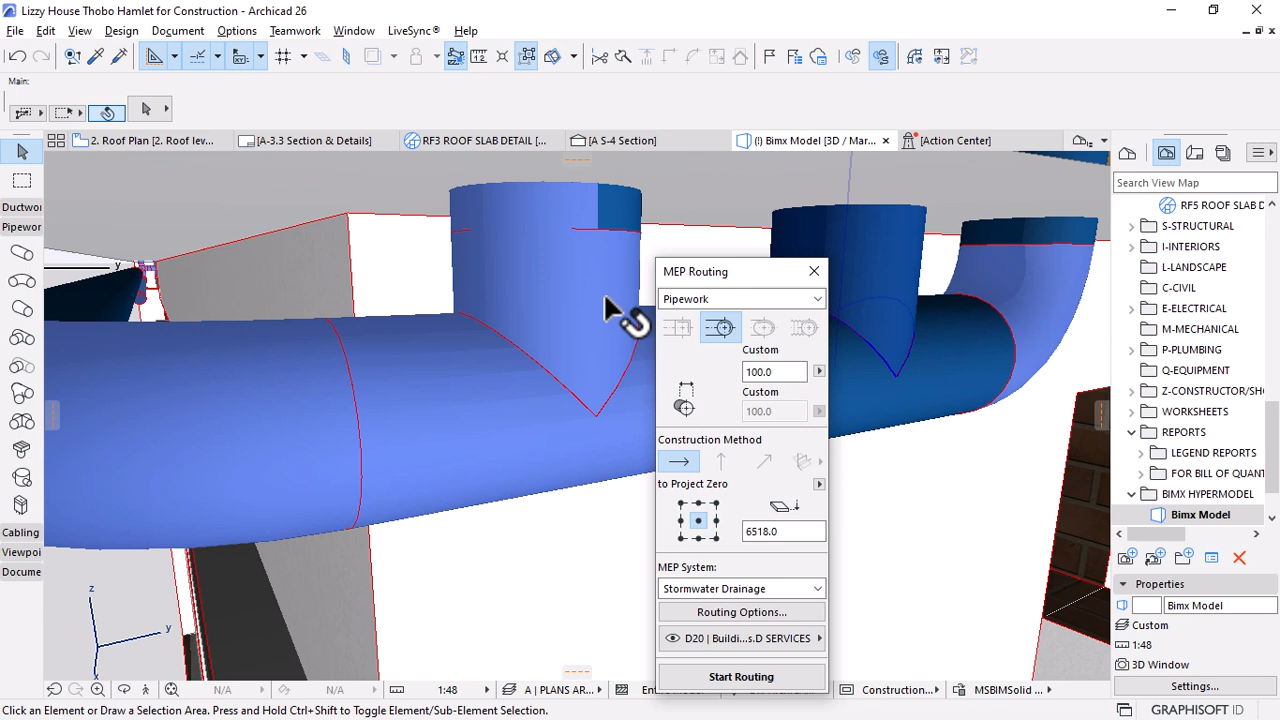 Lizzy House Thobo Hamlet for Construction - Archicad 26
File Edit View Design Document Options Teamwork Window LiveSync® Help
Main:
2. Roof Plan [2. Roof lev...
[A-3.3 Section & Details]
RF3 ROOF SLAB DETAIL [...
[A S-4 Section]
(!) Bimx Model [3D / Mar...
[Action Center]
Ductwo
Pipewor
Cabling
Viewpoi
Docume
y
z
y
x
MEP Routing
Pipework
Custom
100.0
Custom
100.0
Construction Method
to Project Zero
6518.0
MEP System:
Stormwater Drainage
Routing Options...
D20 | Buildi...s.D SERVICES
Start Routing
Search View Map
RF5 ROOF SLAB D
S-STRUCTURAL
I-INTERIORS
L-LANDSCAPE
C-CIVIL
E-ELECTRICAL
M-MECHANICAL
P-PLUMBING
Q-EQUIPMENT
Z-CONSTRUCTOR/SHO
WORKSHEETS
REPORTS
LEGEND REPORTS
FOR BILL OF QUANT
BIMX HYPERMODEL
Bimx Model
Properties
Bimx Model
Custom
1:48
3D Window
Settings...
N/A
N/A
1:48
A | PLANS AR...
Construction...
MSBIMSolid ...
Click an Element or Draw a Selection Area. Press and Hold Ctrl+Shift to Toggle Element/Sub-Element Selection.
GRAPHISOFT ID